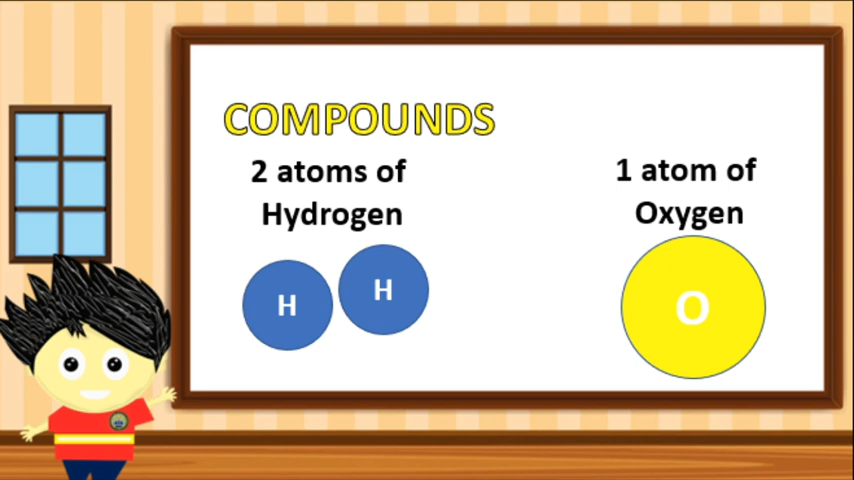 COMPOUNDS
2 atoms of
Hydrogen
1 atom of
Oxygen
H
H
O